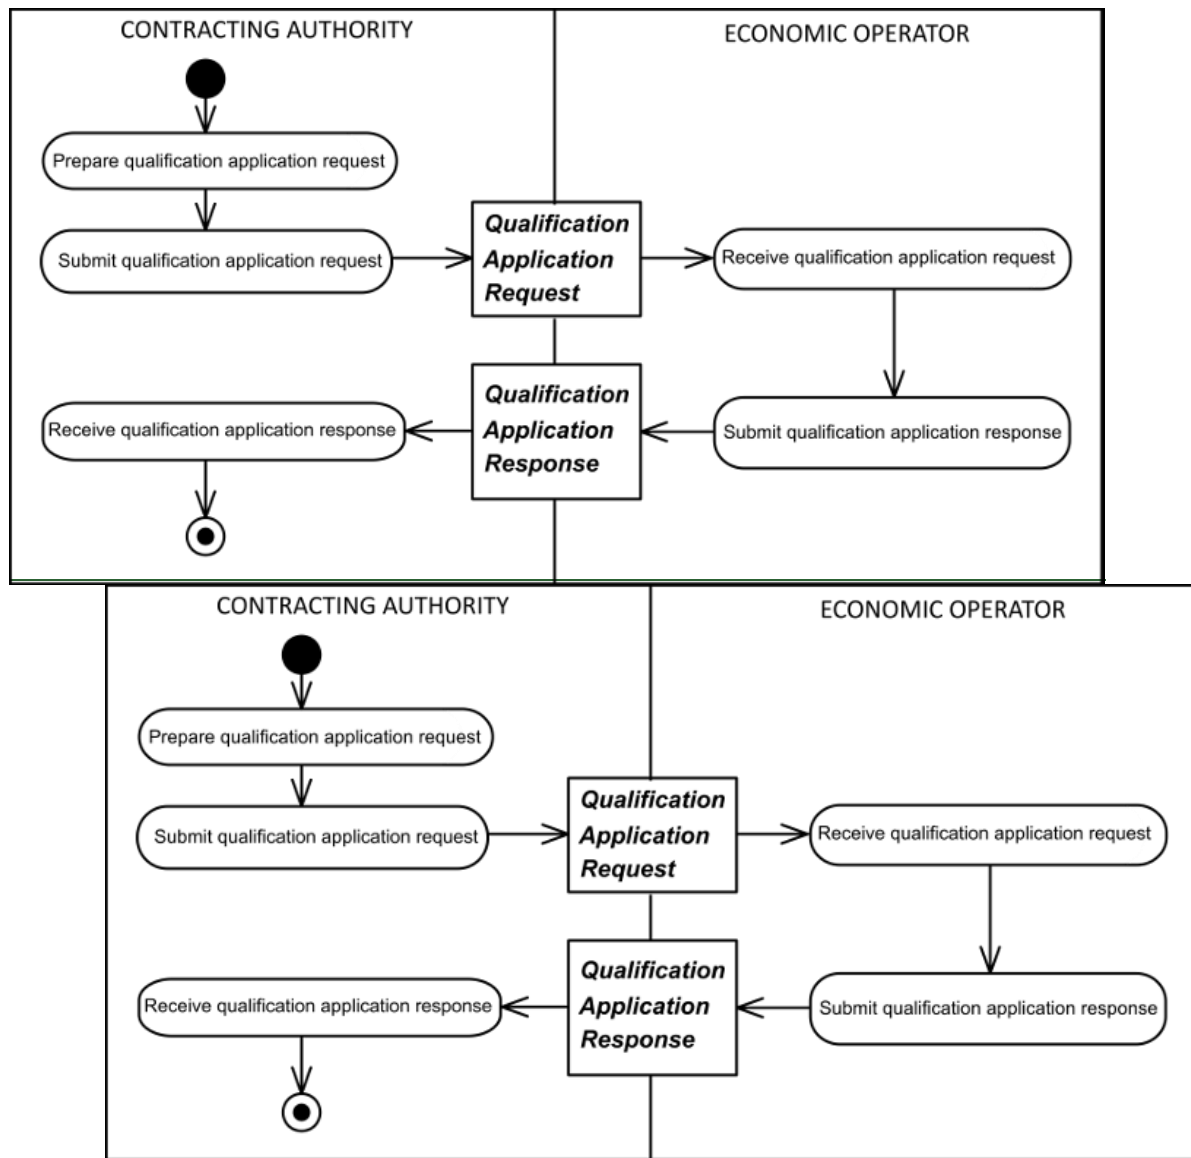 CONTRACTING AUTHORITY
ECONOMIC OPERATOR
Prepare qualification application request
Submit qualification application request
Qualification
Application
Request
Receive qualification application request
Receive qualification application response
Qualification
Application
Response
Submit qualification application response
CONTRACTING AUTHORITY
ECONOMIC OPERATOR
Prepare qualification application request
Submit qualification application request
Qualification
Application
Request
Receive qualification application request
Receive qualification application response
Qualification
Application
Response
Submit qualification application response